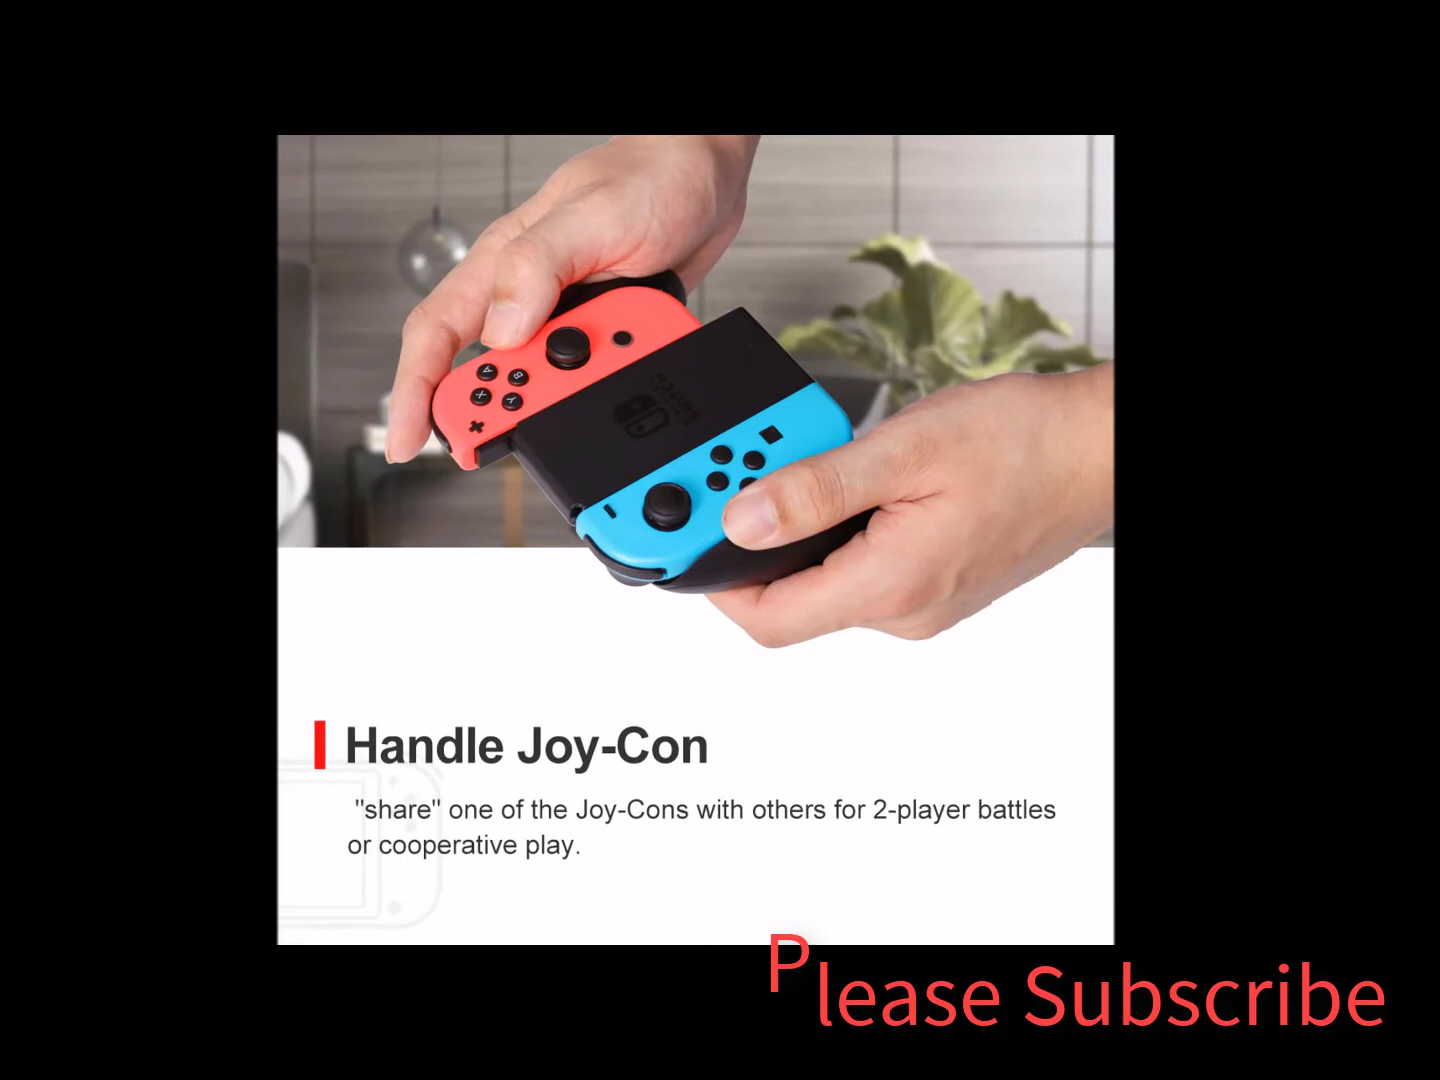 A
B
X
Y
Handle Joy-Con
"share" one of the Joy-Cons with others for 2-player battles
or cooperative play.
Please Subscribe